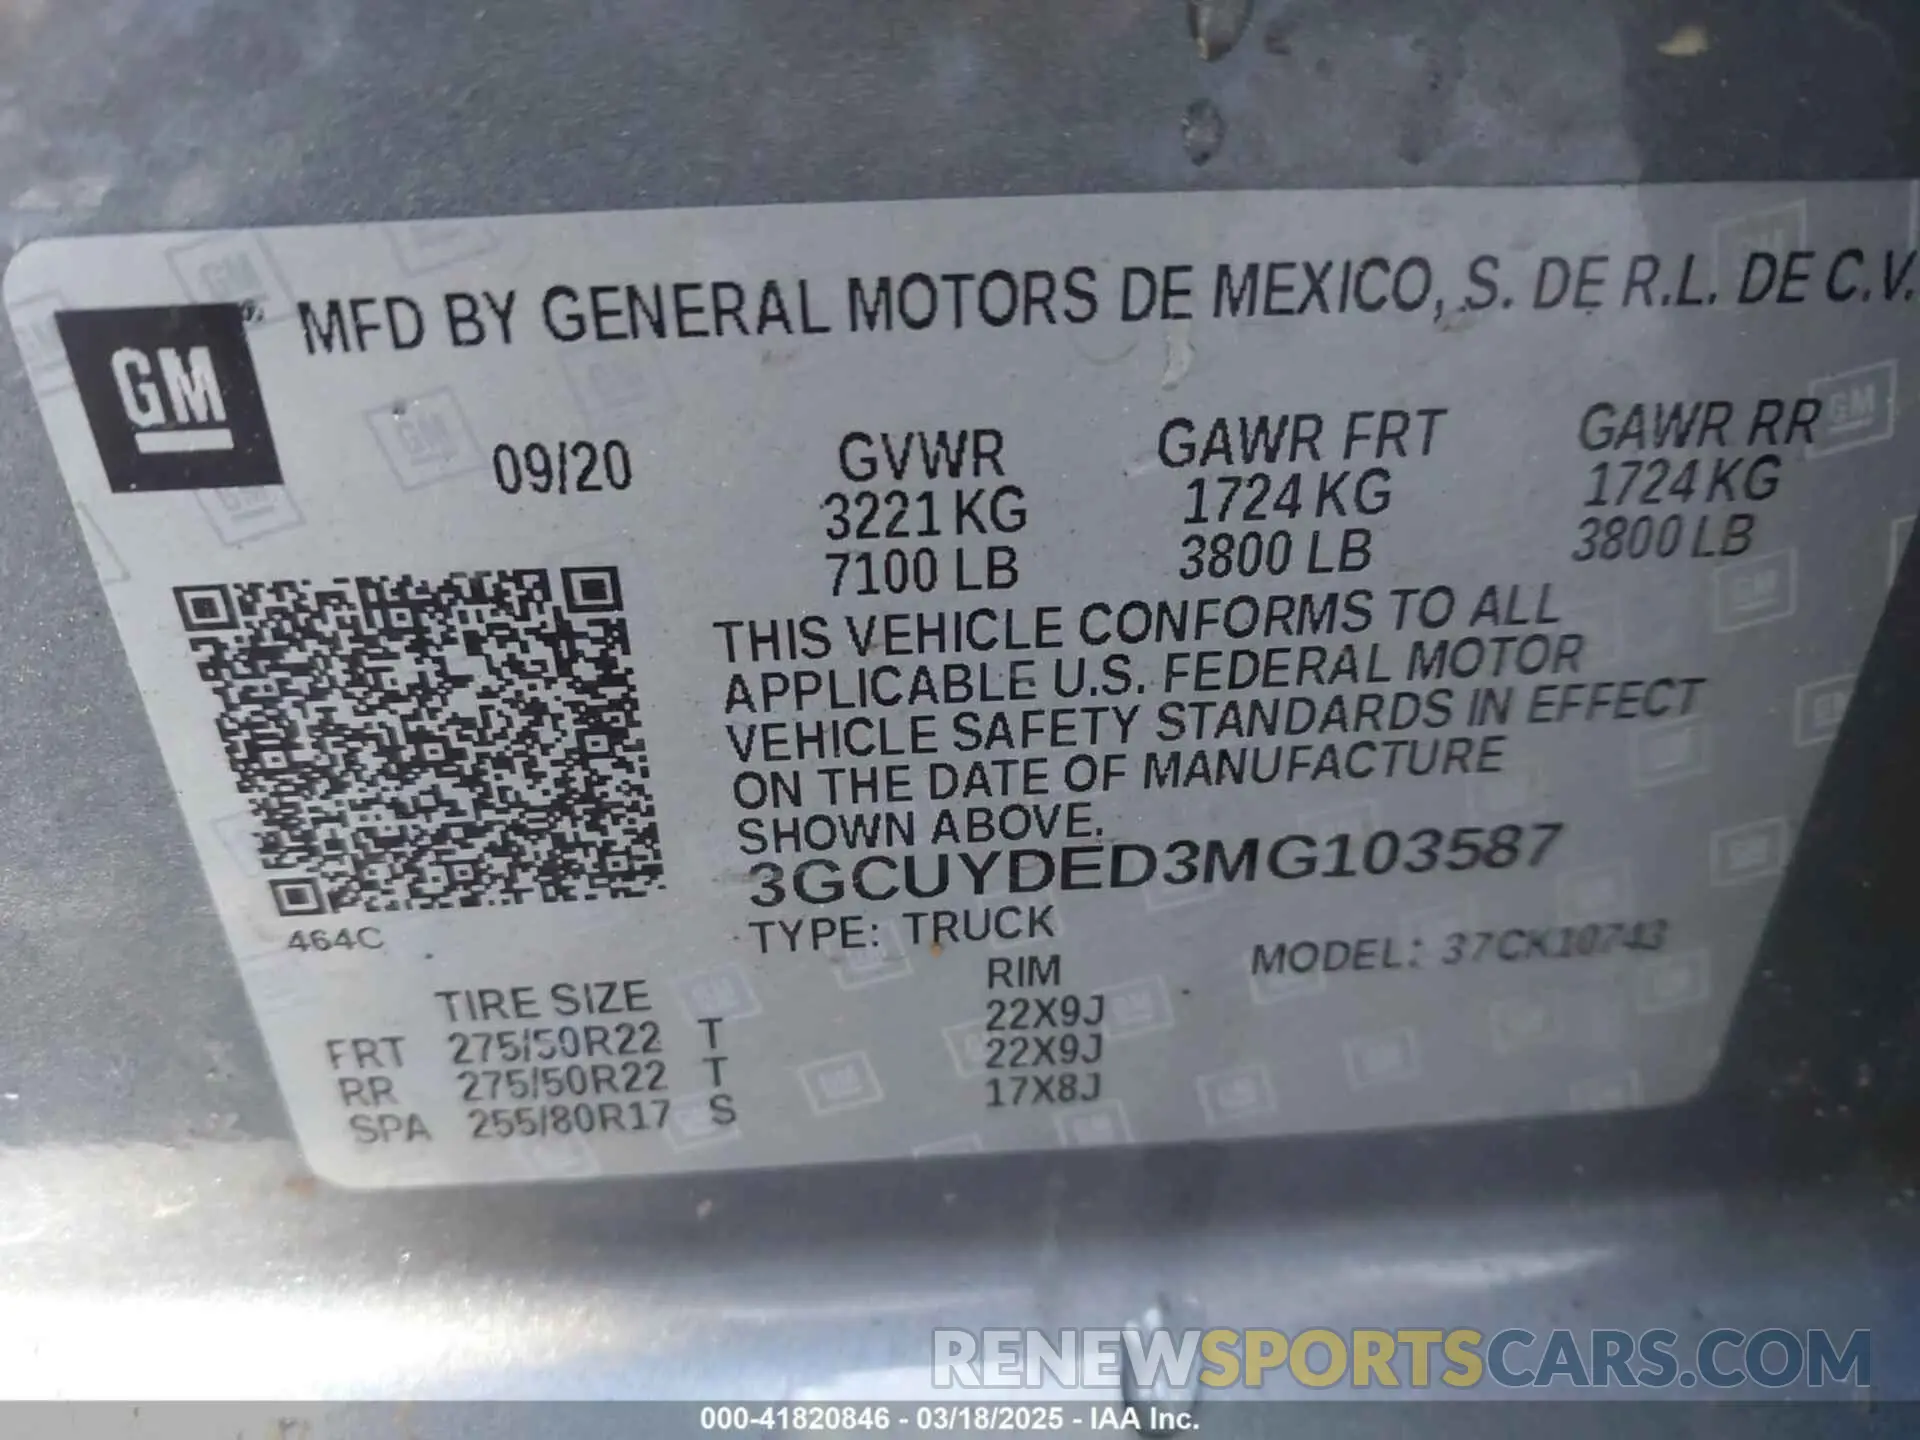 GM
MFD BY GENERAL MOTORS DE MEXICO, S. DE R.L. DE C.V.
09/20 GVWR GAWR FRT GAWR RR
3221 KG 1724 KG 1724 KG
7100 LB 3800 LB 3800 LB
THIS VEHICLE CONFORMS TO ALL
APPLICABLE U.S. FEDERAL MOTOR
VEHICLE SAFETY STANDARDS IN EFFECT
ON THE DATE OF MANUFACTURE
SHOWN ABOVE.
3GCUYDED3MG103587
464C TYPE: TRUCK MODEL: 37CK10743
TIRE SIZE RIM
FRT 275/50R22 T 22X9J
RR 275/50R22 T 22X9J
SPA 255/80R17 S 17X8J
RENEWSPORTSCARS.COM
000-41820846 - 03/18/2025 - IAA Inc.